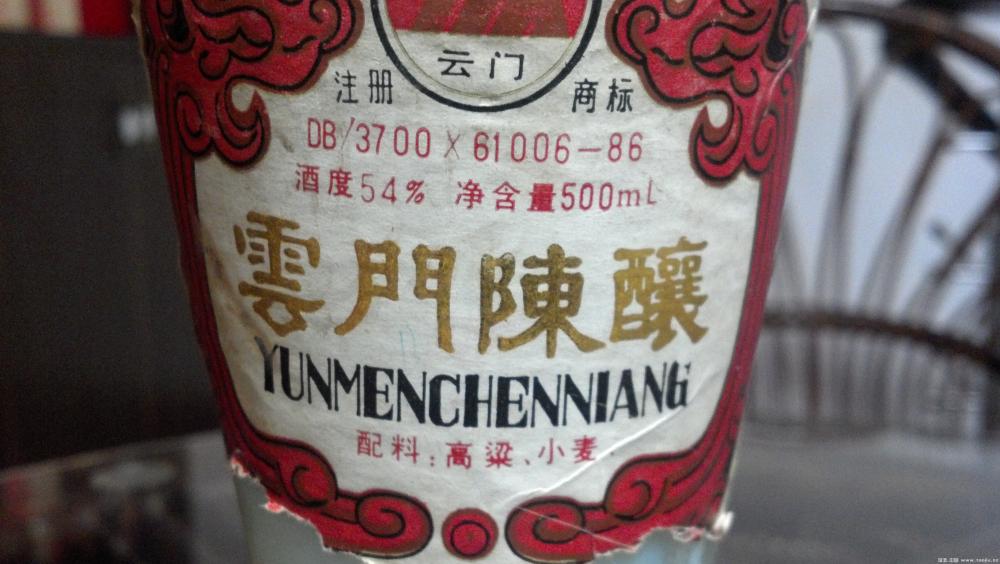 云门
注册 商标
DB/3700 X 61006-86
酒度54% 净含量500mL
雲門陳釀
YUNMENCHENNIANG
配料:高粱、小麦